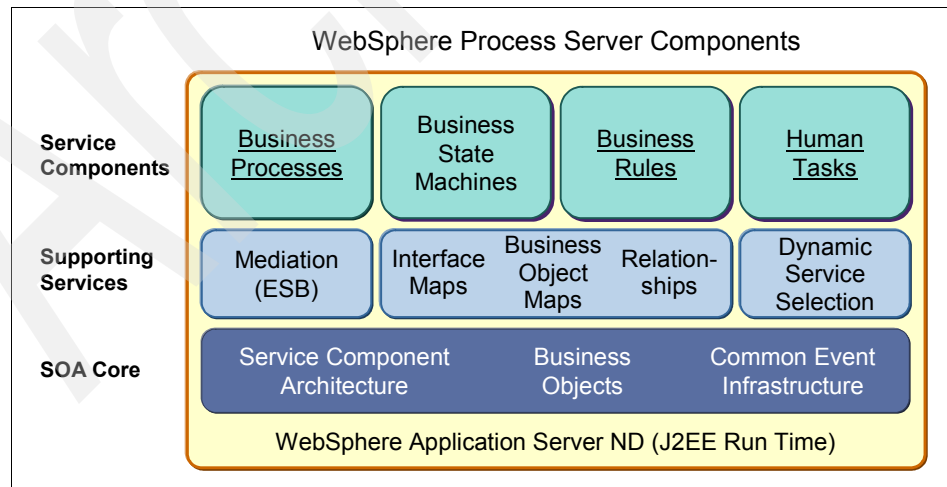 WebSphere Process Server Components
Service
Components
Business
Processes
Business
State
Machines
Business
Rules
Human
Tasks
Supporting
Services
Mediation
(ESB)
Interface
Maps
Business
Object
Maps
Relation-
ships
Dynamic
Service
Selection
SOA Core
Service Component
Architecture
Business
Objects
Common Event
Infrastructure
WebSphere Application Server ND (J2EE Run Time)